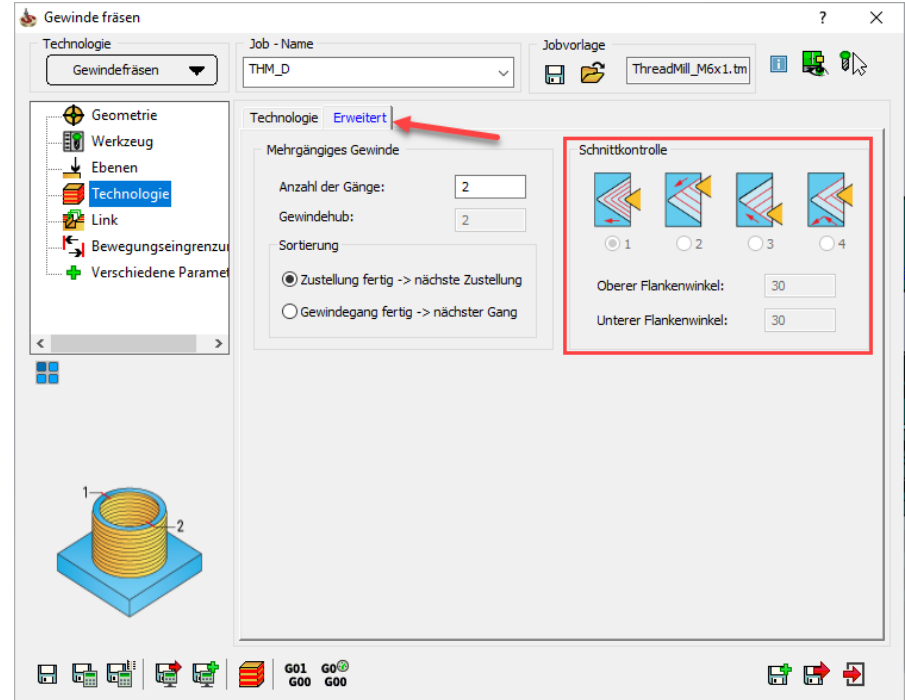 Gewinde fräsen
Technologie
Gewindefräsen
Job - Name
THM_D
Jobvorlage
ThreadMill_M6x1.tm
Geometrie
Werkzeug
Ebenen
Technologie
Link
Bewegungseingrenzu
Verschiedene Paramet
Technologie Erweitert
Mehrgängiges Gewinde
Anzahl der Gänge: 2
Gewindehub: 2
Sortierung
Zustellung fertig -> nächste Zustellung
Gewindegang fertig -> nächster Gang
Schnittkontrolle
1 2 3 4
Oberer Flankenwinkel: 30
Unterer Flankenwinkel: 30
1
2
G01 G0
G00 G00